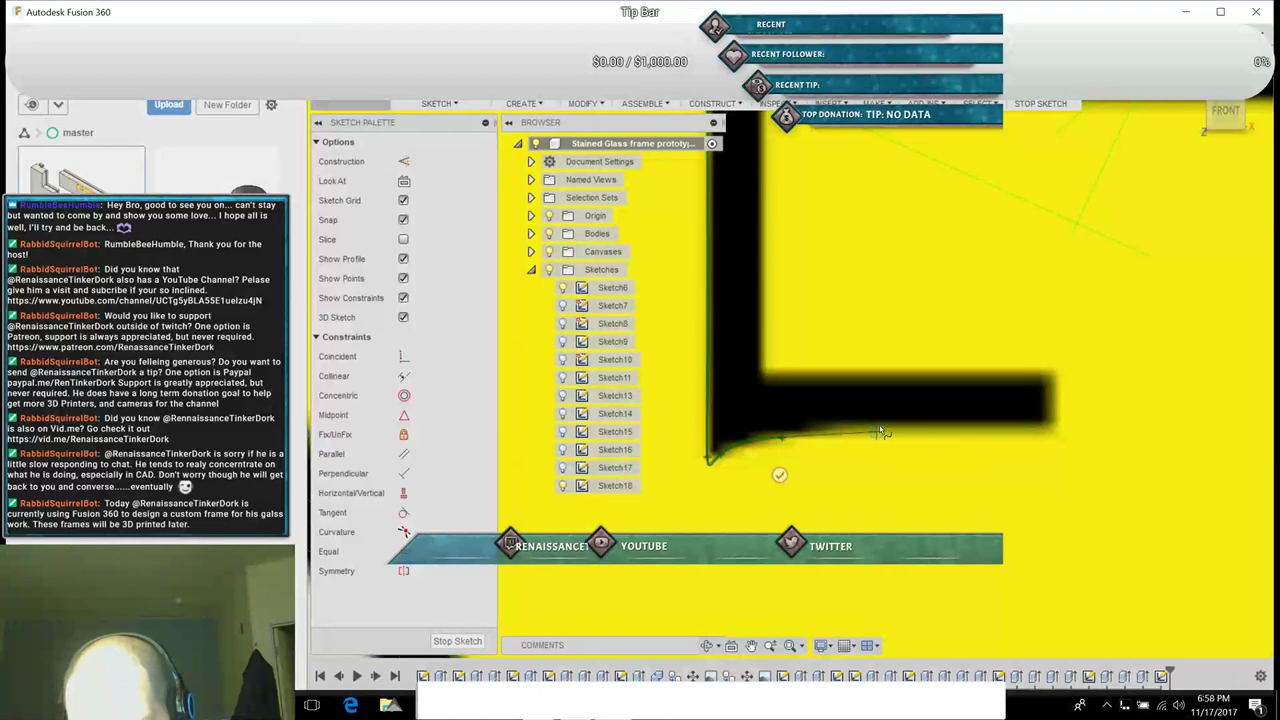 Autodesk Fusion 360
Tip Bar
RECENT
RECENT FOLLOWER:
$0.00 / $1,000.00
0%
RECENT TIP:
TOP DONATION: TIP: NO DATA
Upload
New Folder
SKETCH
CREATE
MODIFY
ASSEMBLE
CONSTRUCT
STOP SKETCH
FRONT
Z
X
master
SKETCH PALETTE
Options
Construction
Look At
Sketch Grid
Snap
Slice
Show Profile
Show Points
Show Constraints
3D Sketch
Constraints
Coincident
Collinear
Concentric
Midpoint
Fix/UnFix
Parallel
Perpendicular
Horizontal/Vertical
Tangent
Curvature
Equal
Symmetry
Stop Sketch
BROWSER
Stained Glass frame prototyp...
Document Settings
Named Views
Selection Sets
Origin
Bodies
Canvases
Sketches
Sketch6
Sketch7
Sketch8
Sketch9
Sketch10
Sketch11
Sketch13
Sketch14
Sketch15
Sketch16
Sketch17
Sketch18
RumbleBeeHumble: Hey Bro, good to see you on... can't stay
but wanted to come by and show you some love... I hope all is
well, I'll try and be back..
RabbidSquirrelBot: RumbleBeeHumble, Thank you for the
host!
RabbidSquirrelBot: Did you know that
@RenaissanceTinkerDork also has a YouTube Channel? Pelase
give him a visit and subcribe if your so inclined.
https://www.youtube.com/channel/UCTg5yBLA55E1uelzu4jN
RabbidSquirrelBot: Would you like to support
@RenaissanceTinkerDork outside of twitch? One option is
Patreon, support is always appreciated, but never required.
https://www.patreon.com/RenassanceTinkerDork
RabbidSquirrelBot: Are you felleing generous? Do you want to
send @RenaissanceTinkerDork a tip? One option is Paypal
paypal.me/RenTinkerDork Support is greatly appreciated, but
never required. He does have a long term donation goal to help
get more 3D Printers, and cameras for the channel
RabbidSquirrelBot: Did you know @RennaissanceTinkerDork
is also on Vid.me? Go check it out
https://vid.me/RenaissanceTinkerDork
RabbidSquirrelBot: @RenaissanceTinkerDork is sorry if he is a
little slow responding to chat. He tends to realy concentrate on
what he is doing, especially in CAD. Don't worry though he will get
back to you and converse......eventually
RabbidSquirrelBot: Today @RenaissanceTinkerDork is
currently using Fusion 360 to design a custom frame for his galss
work. These frames will be 3D printed later.
RENAISSANCET
YOUTUBE
TWITTER
COMMENTS
6:58 PM
11/17/2017